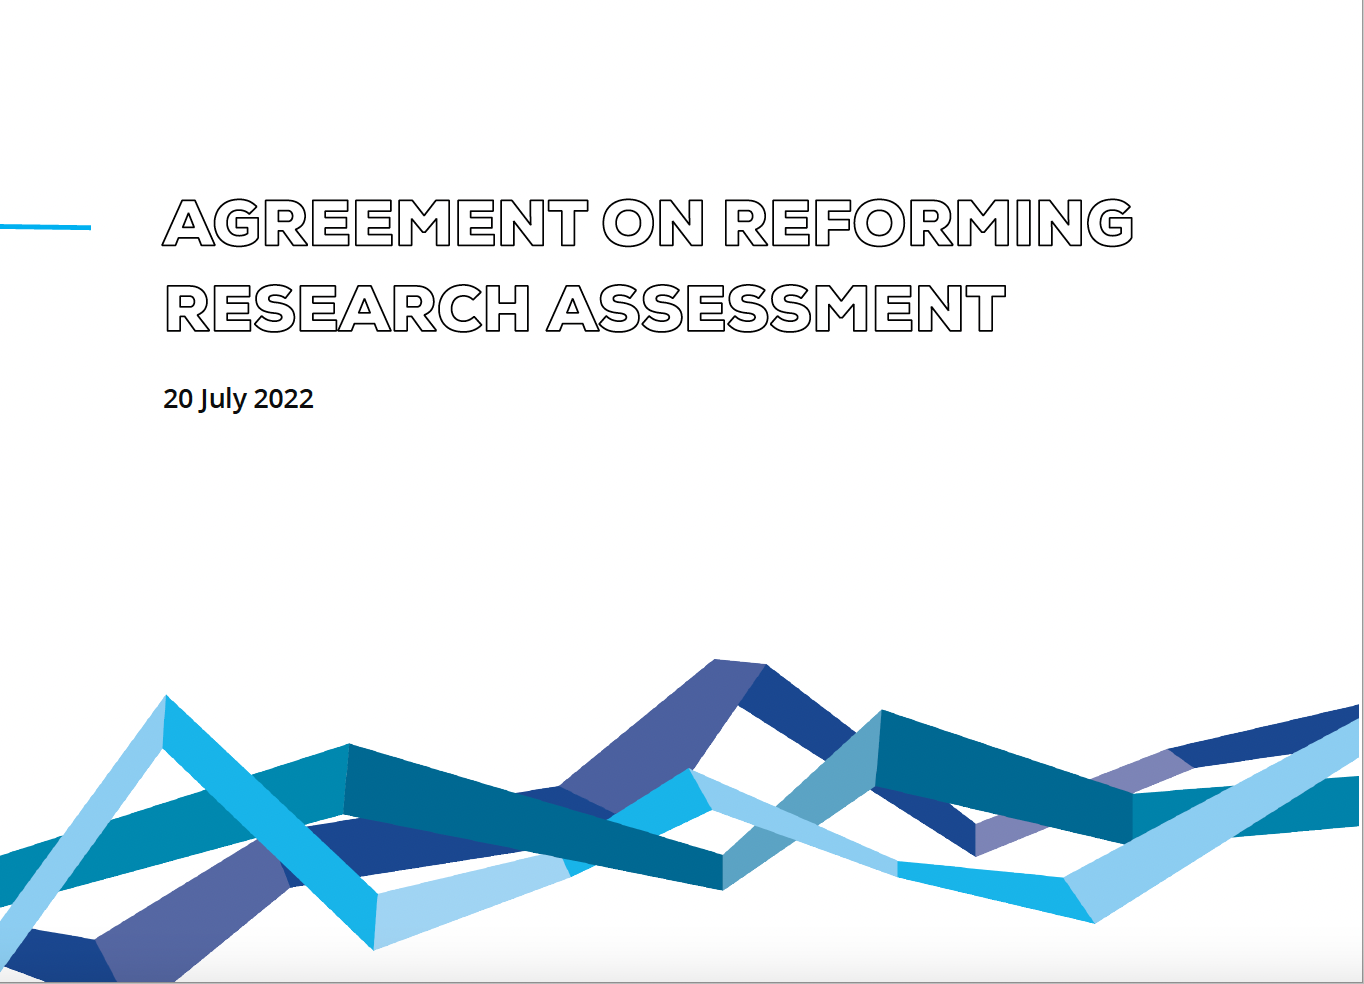 AGREEMENT ON REFORMING
RESEARCH ASSESSMENT
20 July 2022